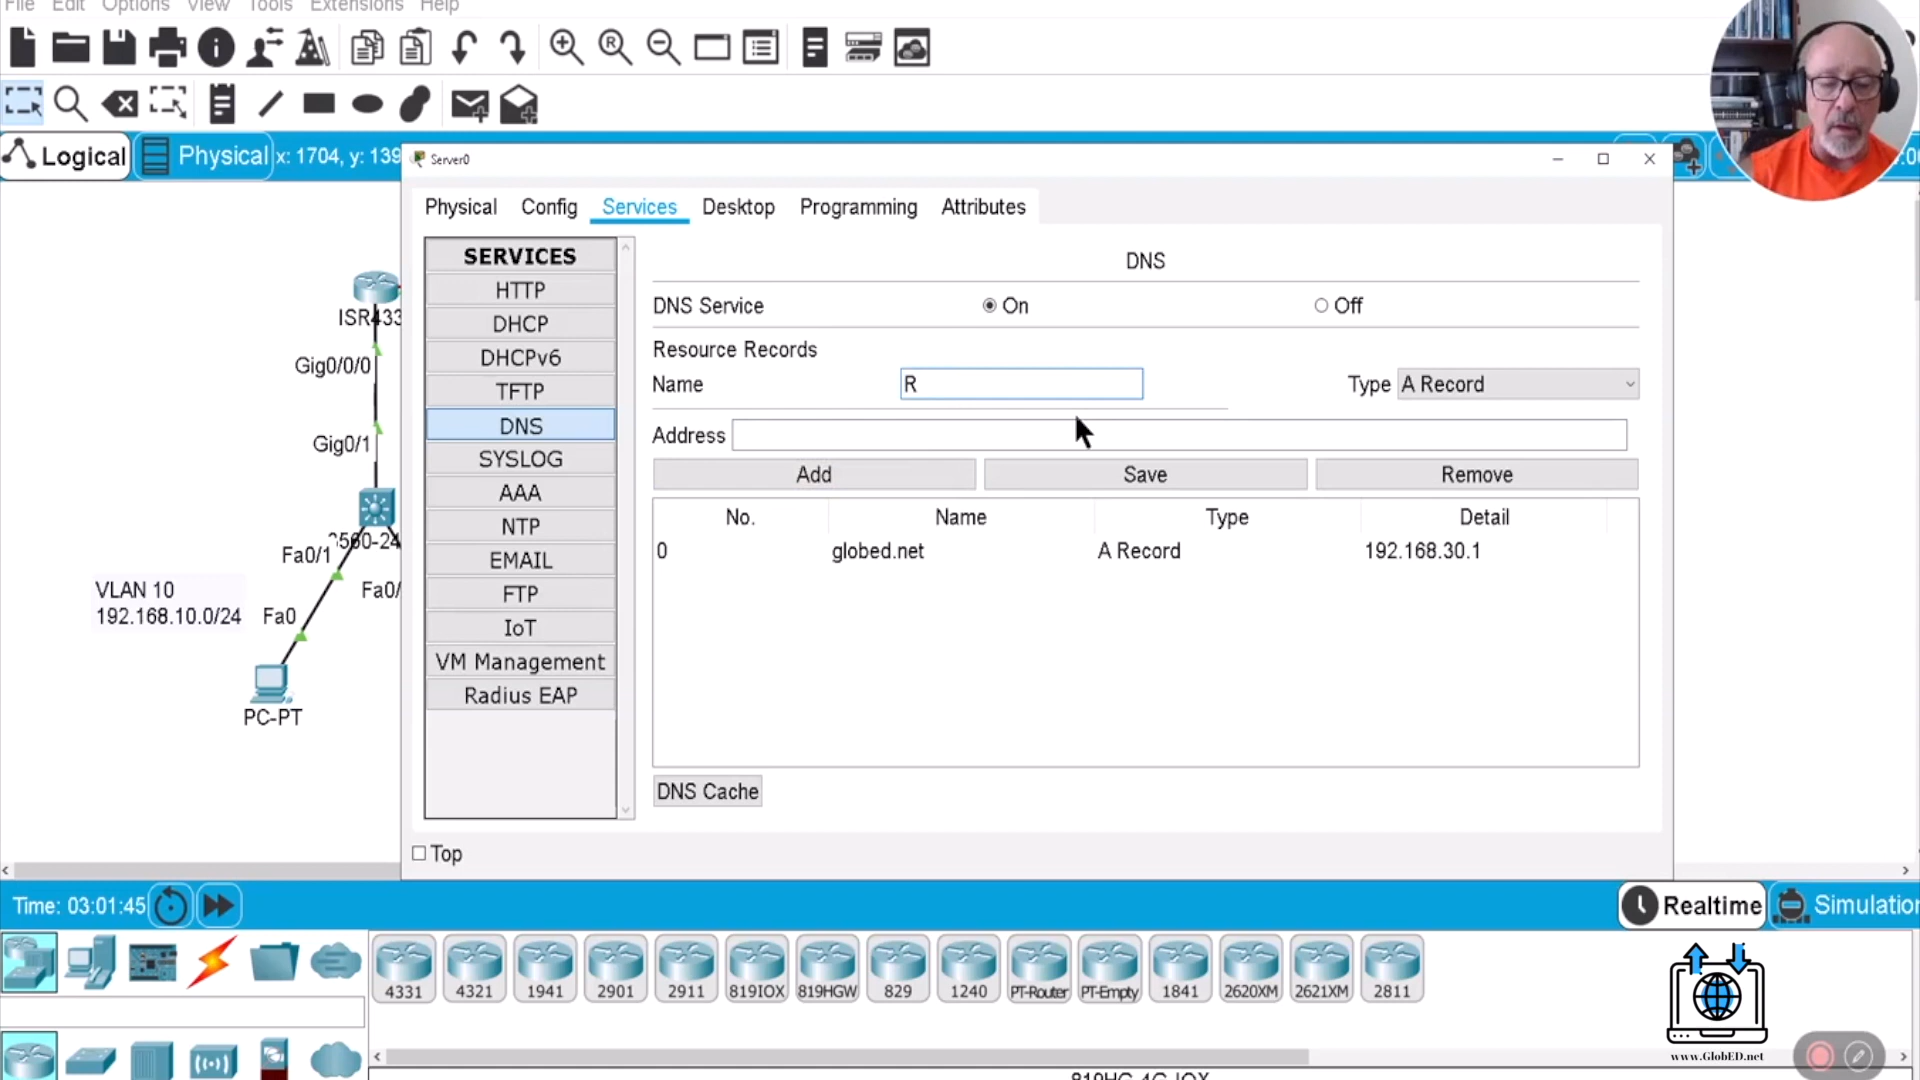 File Edit Options View Tools Extensions Help
Logical Physical x: 1704, y: 139
Server0
Physical Config Services Desktop Programming Attributes
SERVICES
HTTP
DHCP
DHCPv6
TFTP
DNS
SYSLOG
AAA
NTP
EMAIL
FTP
IoT
VM Management
Radius EAP
DNS
DNS Service On Off
Resource Records
Name R Type A Record
Address
Add Save Remove
No. Name Type Detail
0 globed.net A Record 192.168.30.1
DNS Cache
Top
ISR433
Gig0/0/0
Gig0/1
3560-24
Fa0/1
Fa0/
VLAN 10
192.168.10.0/24
Fa0
PC-PT
Time: 03:01:45
Realtime Simulation
4331 4321 1941 2901 2911 819IOX 819HGW 829 1240 PT-Router PT-Empty 1841 2620XM 2621XM 2811
www.GlobED.net